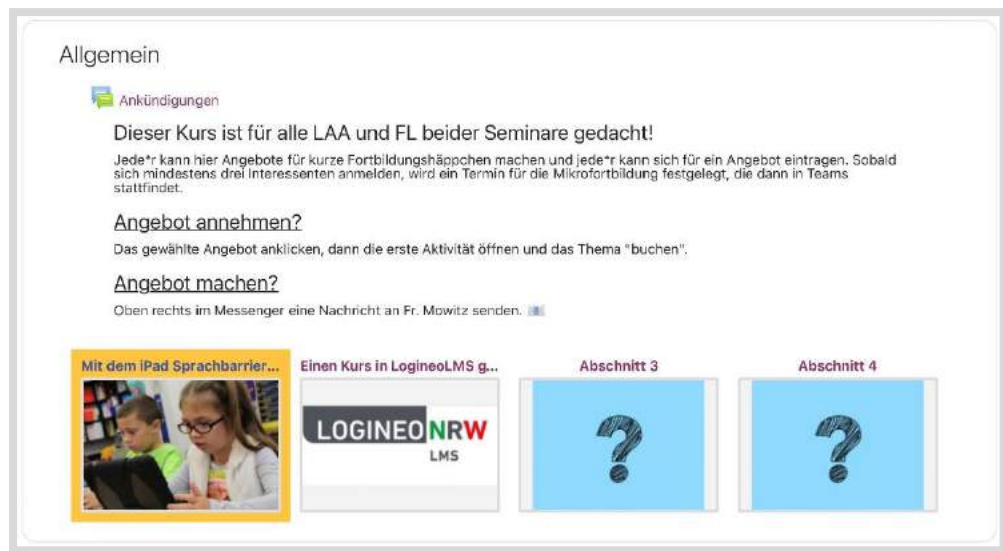 Allgemein
Ankündigungen
Dieser Kurs ist für alle LAA und FL beider Seminare gedacht!
Jede*r kann hier Angebote für kurze Fortbildungshäppchen machen und jede*r kann sich für ein Angebot eintragen. Sobald
sich mindestens drei Interessenten anmelden, wird ein Termin für die Mikrofortbildung festgelegt, die dann in Teams
stattfindet.
Angebot annehmen?
Das gewählte Angebot anklicken, dann die erste Aktivität öffnen und das Thema "buchen".
Angebot machen?
Oben rechts im Messenger eine Nachricht an Fr. Mowitz senden.
Mit dem iPad Sprachbarrier...
Einen Kurs in LogineoLMS g...
Abschnitt 3
Abschnitt 4
LOGINEO NRW
LMS
?
?